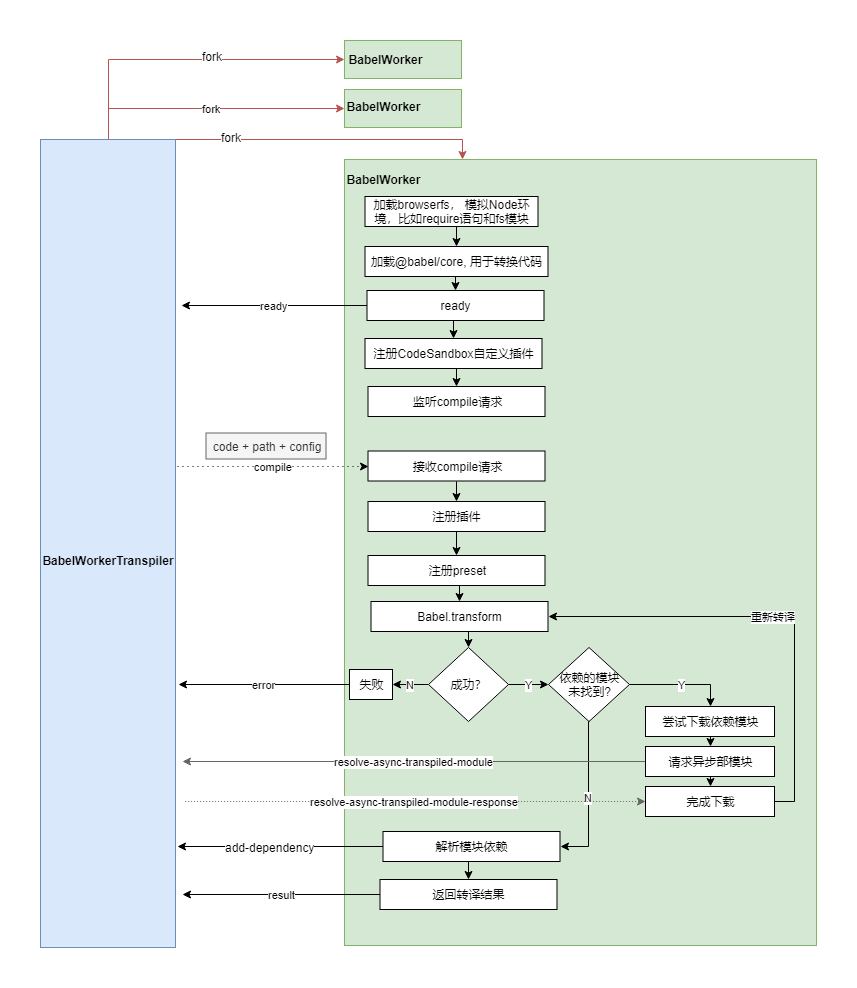 fork
BabelWorker
fork
BabelWorker
fork
BabelWorker
加载browserfs， 模拟Node环
境，比如require语句和fs模块
加载@babel/core, 用于转换代码
ready
ready
注册CodeSandbox自定义插件
监听compile请求
code + path + config
compile
接收compile请求
注册插件
BabelWorkerTranspiler
注册preset
Babel.transform
重新转译
error
失败
N
成功?
Y
依赖的模块
未找到?
Y
尝试下载依赖模块
resolve-async-transpiled-module
请求异步部模块
resolve-async-transpiled-module-response
N
完成下载
add-dependency
解析模块依赖
result
返回转译结果